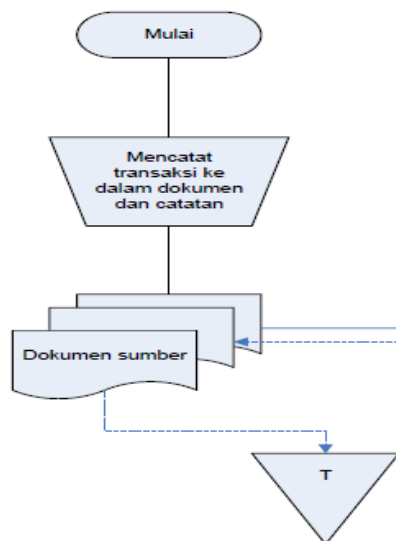 Mulai
Mencatat
transaksi ke
dalam dokumen
dan catatan
Dokumen sumber
T